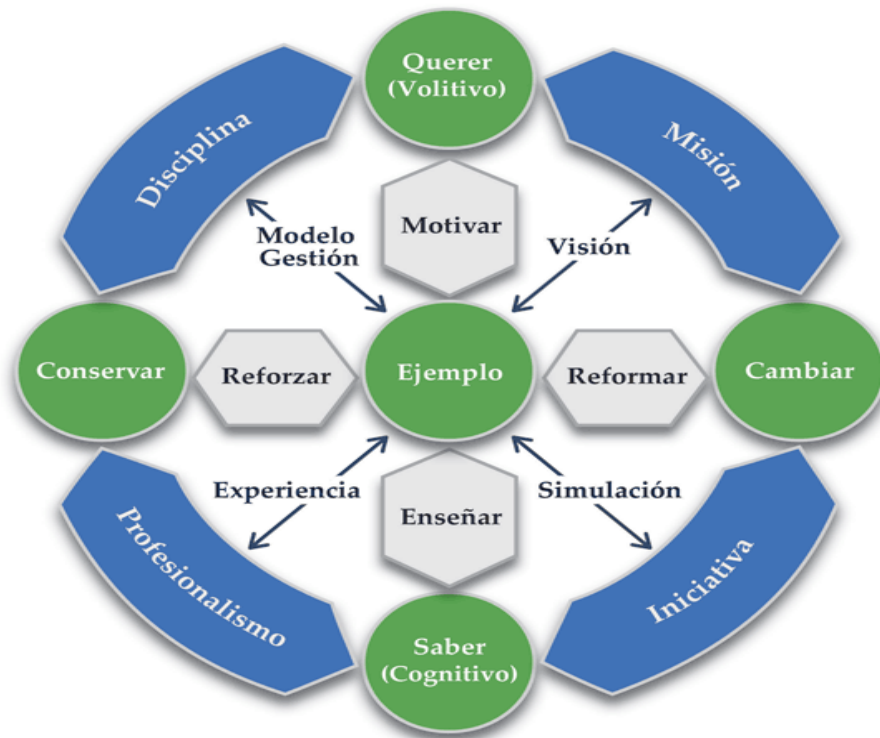 Querer
(Volitivo)
Disciplina
Misión
Motivar
Modelo
Gestión
Visión
Conservar
Reforzar
Ejemplo
Reformar
Cambiar
Experiencia
Simulación
Enseñar
Profesionalismo
Iniciativa
Saber
(Cognitivo)